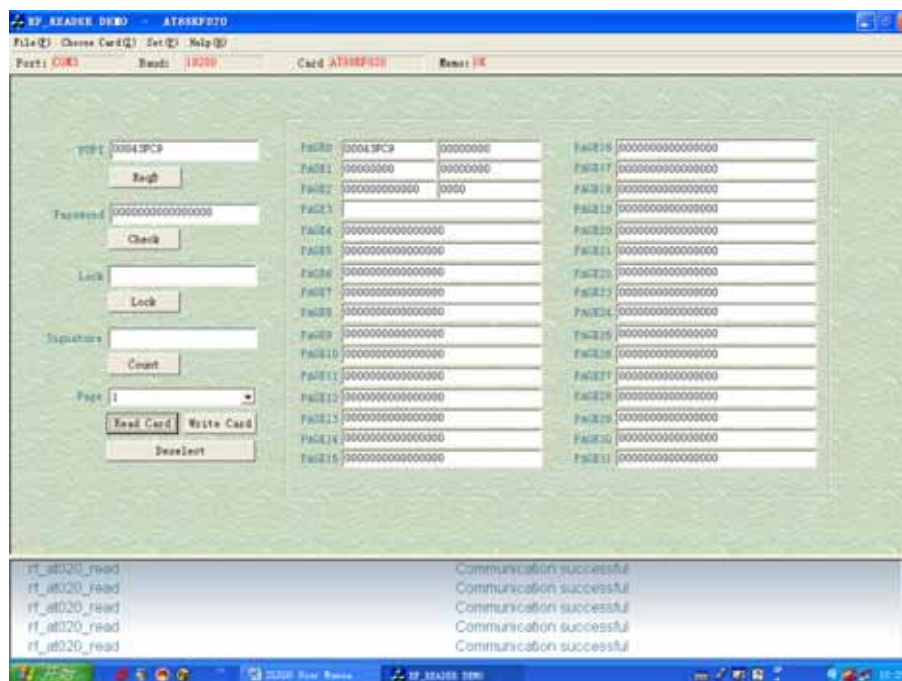 RF_READER DEMO - AT88RF020
File(F) Choose Card(C) Set(E) Help(H)
Port: COM3 Baud: 19200 Card AT88RF020 Memo: OK
PUPI 00043FC9
ReqB
Password 0000000000000000
Check
Lock
Lock
Signature
Count
Page 1
Read Card Write Card
Deselect
PAGE0 00043FC9 00000000
PAGE1 00000000 00000000
PAGE2 000000000000 0000
PAGE3
PAGE4 0000000000000000
PAGE5 0000000000000000
PAGE6 0000000000000000
PAGE7 0000000000000000
PAGE8 0000000000000000
PAGE9 0000000000000000
PAGE10 0000000000000000
PAGE11 0000000000000000
PAGE12 0000000000000000
PAGE13 0000000000000000
PAGE14 0000000000000000
PAGE15 0000000000000000
PAGE16 0000000000000000
PAGE17 0000000000000000
PAGE18 0000000000000000
PAGE19 0000000000000000
PAGE20 0000000000000000
PAGE21 0000000000000000
PAGE22 0000000000000000
PAGE23 0000000000000000
PAGE24 0000000000000000
PAGE25 0000000000000000
PAGE26 0000000000000000
PAGE27 0000000000000000
PAGE28 0000000000000000
PAGE29 0000000000000000
PAGE30 0000000000000000
PAGE31 0000000000000000
rf_at020_read Communication successful
rf_at020_read Communication successful
rf_at020_read Communication successful
rf_at020_read Communication successful
rf_at020_read Communication successful
User Manua... RF_READER DEMO